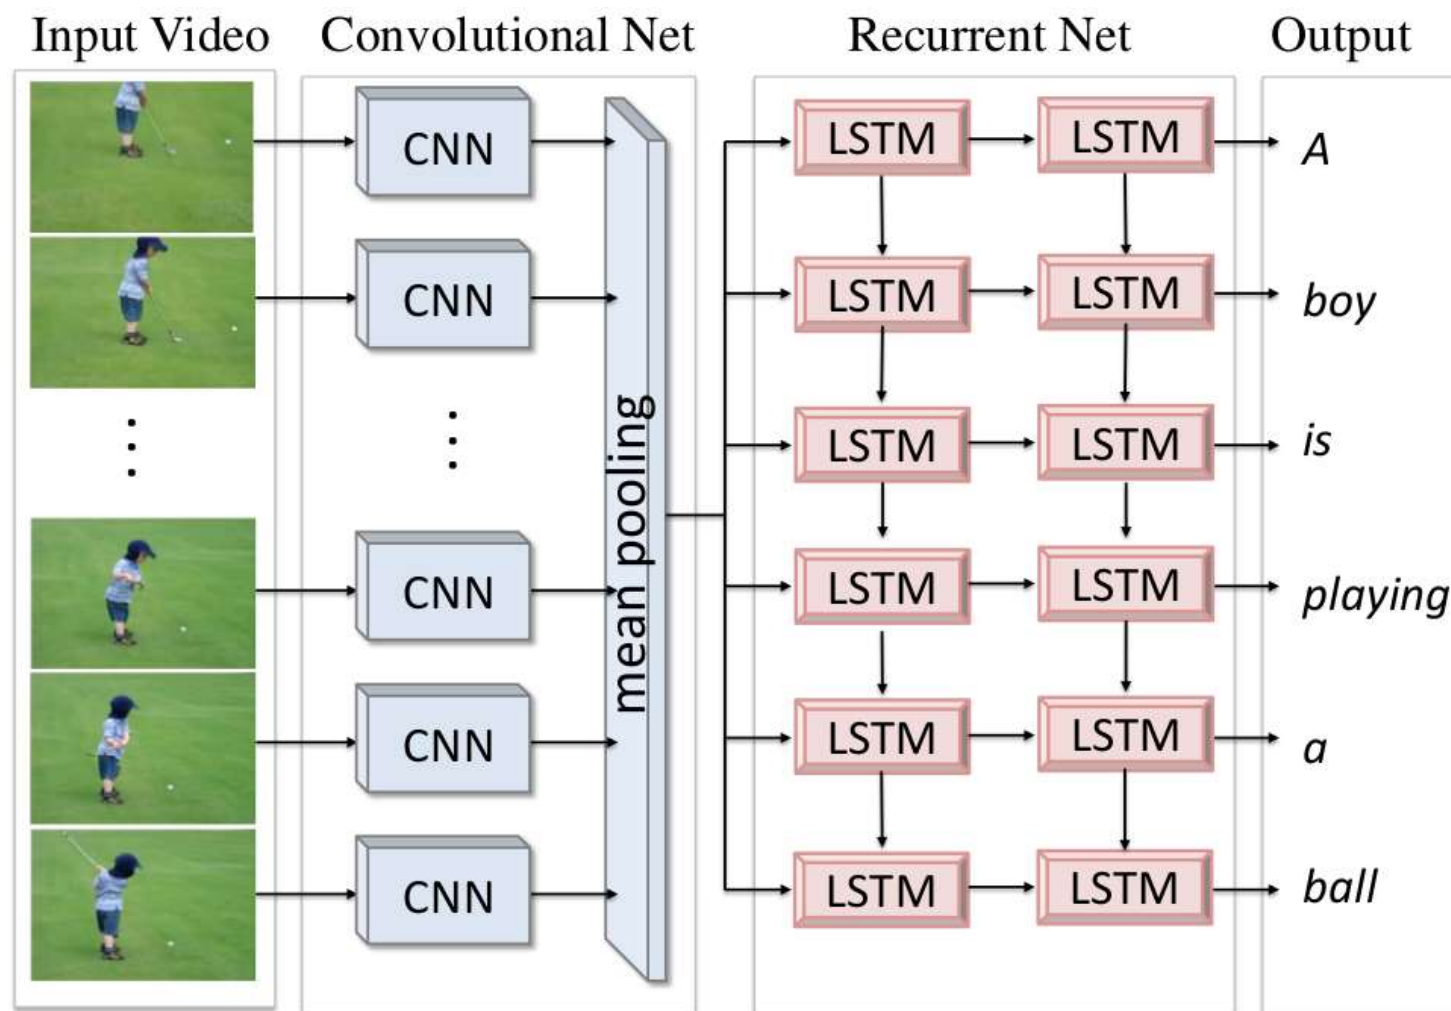 Input Video
Convolutional Net
Recurrent Net
Output
CNN
CNN
CNN
CNN
CNN
mean pooling
LSTM LSTM A
LSTM LSTM boy
LSTM LSTM is
LSTM LSTM playing
LSTM LSTM a
LSTM LSTM ball